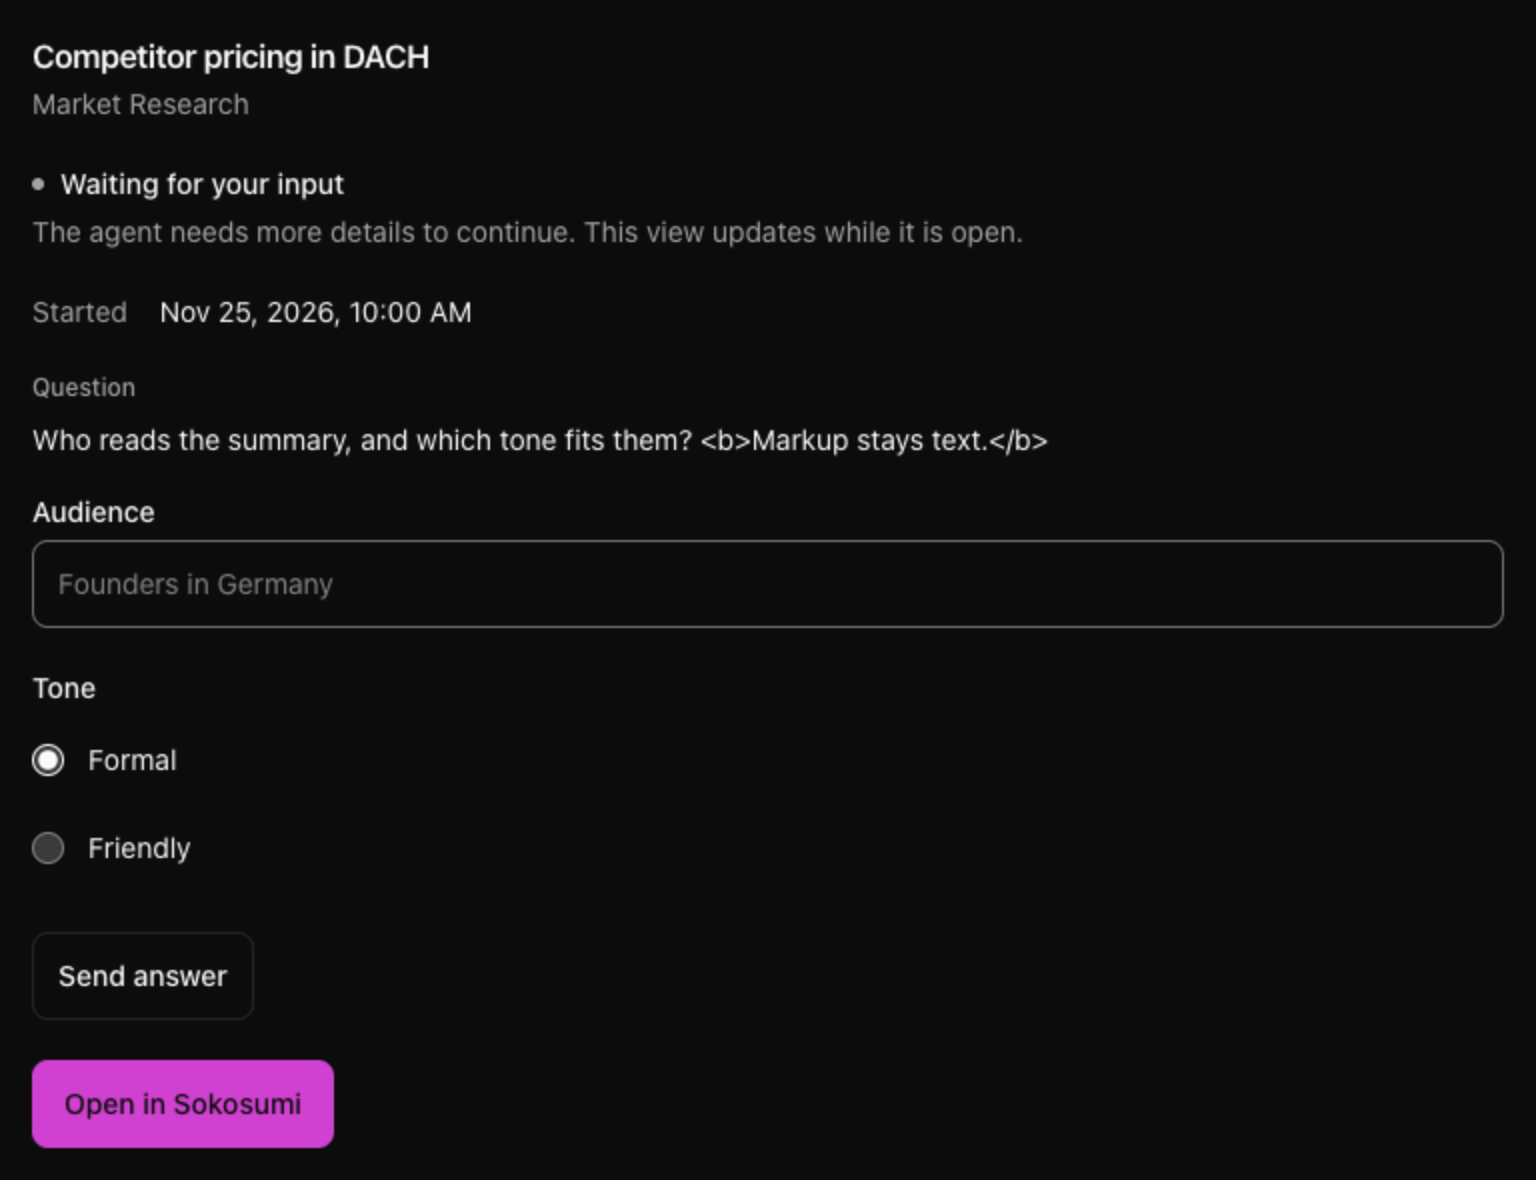 Competitor pricing in DACH
Market Research
Waiting for your input
The agent needs more details to continue. This view updates while it is open.
Started Nov 25, 2026, 10:00 AM
Question
Who reads the summary, and which tone fits them? <b>Markup stays text.</b>
Audience
Founders in Germany
Tone
Formal
Friendly
Send answer
Open in Sokosumi